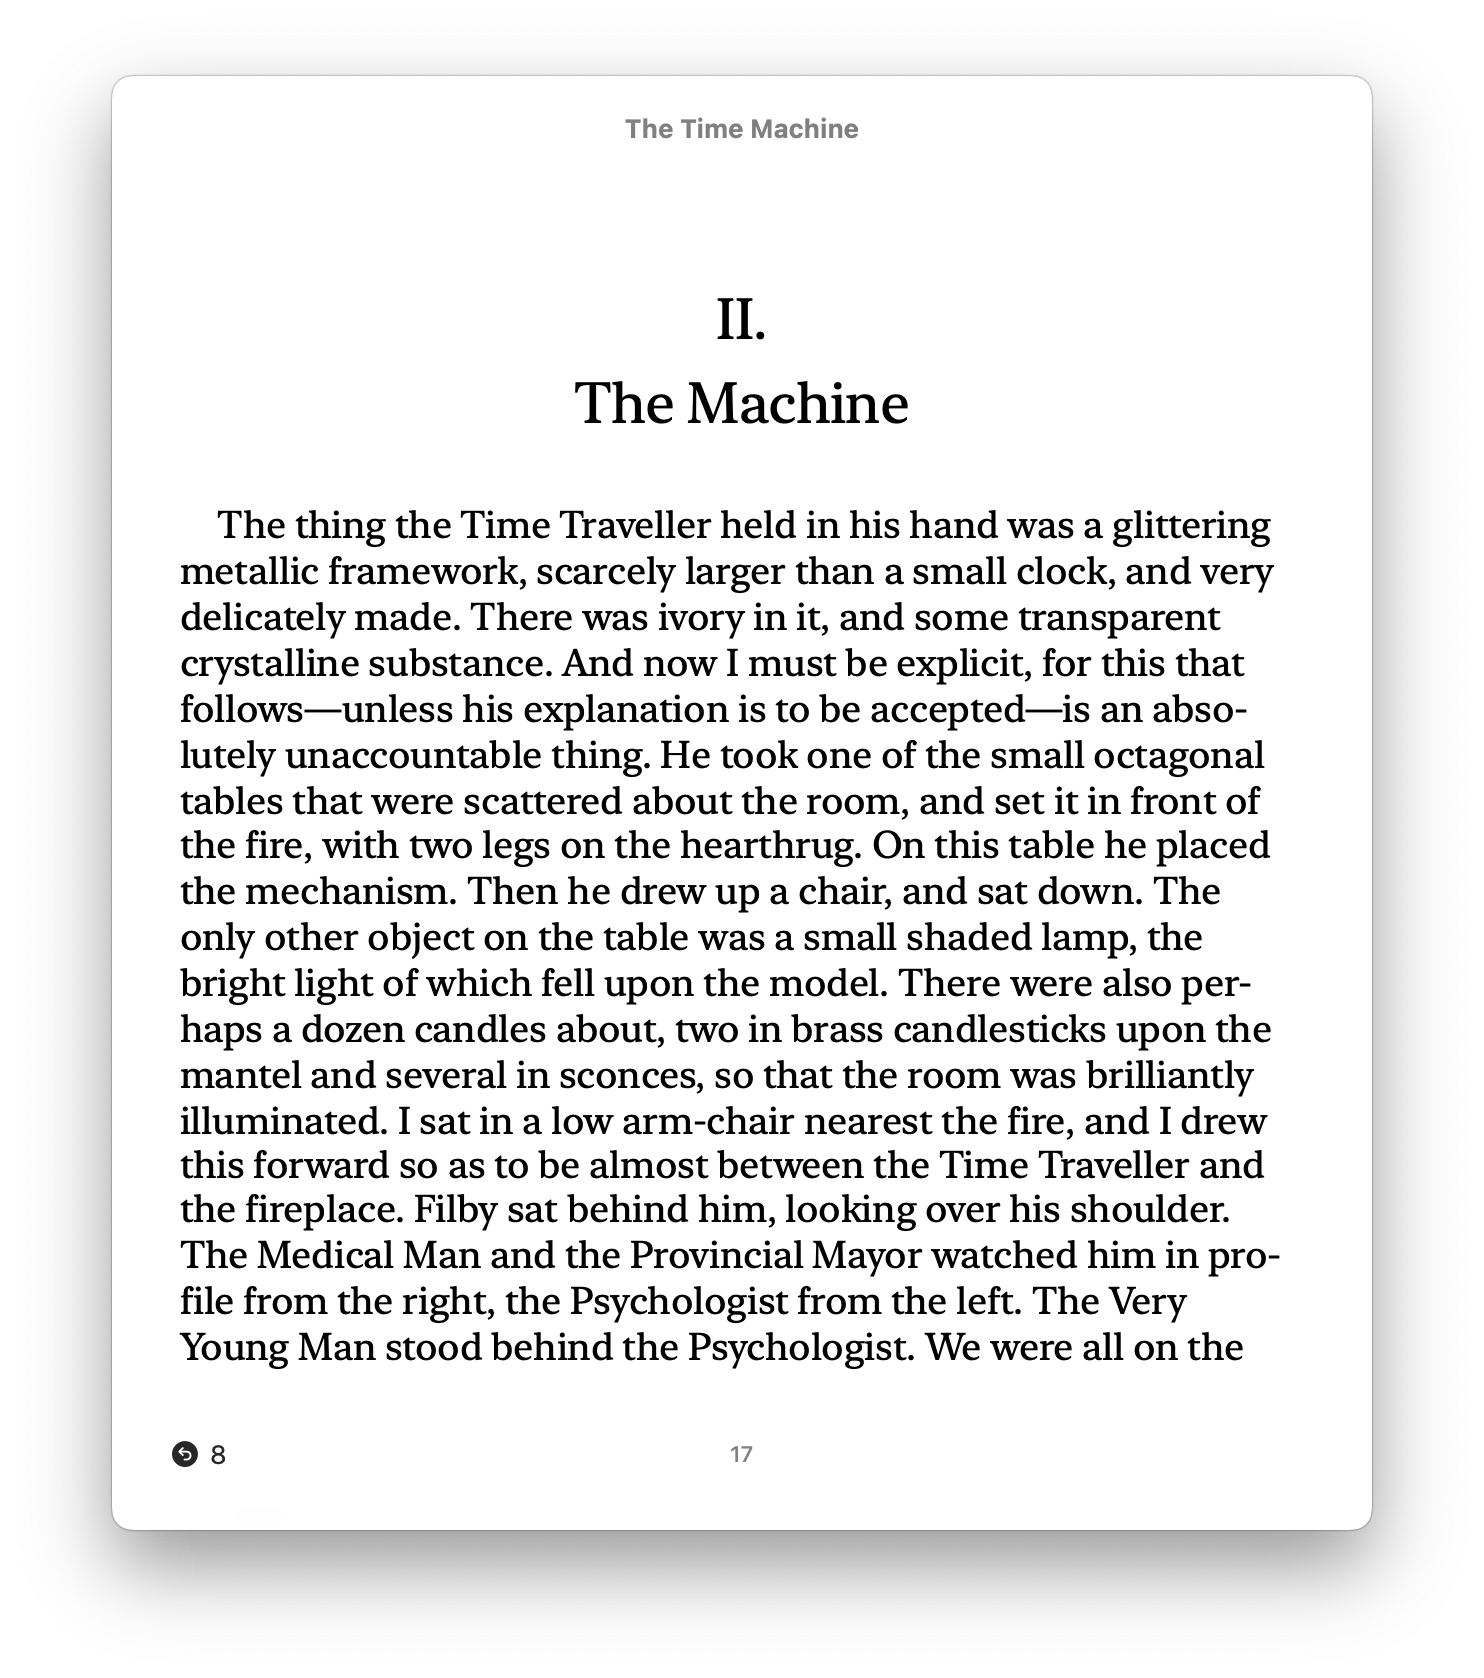 The Time Machine
II.
The Machine
The thing the Time Traveller held in his hand was a glittering
metallic framework, scarcely larger than a small clock, and very
delicately made. There was ivory in it, and some transparent
crystalline substance. And now I must be explicit, for this that
follows—unless his explanation is to be accepted—is an abso-
lutely unaccountable thing. He took one of the small octagonal
tables that were scattered about the room, and set it in front of
the fire, with two legs on the hearthrug. On this table he placed
the mechanism. Then he drew up a chair, and sat down. The
only other object on the table was a small shaded lamp, the
bright light of which fell upon the model. There were also per-
haps a dozen candles about, two in brass candlesticks upon the
mantel and several in sconces, so that the room was brilliantly
illuminated. I sat in a low arm-chair nearest the fire, and I drew
this forward so as to be almost between the Time Traveller and
the fireplace. Filby sat behind him, looking over his shoulder.
The Medical Man and the Provincial Mayor watched him in pro-
file from the right, the Psychologist from the left. The Very
Young Man stood behind the Psychologist. We were all on the
8
17